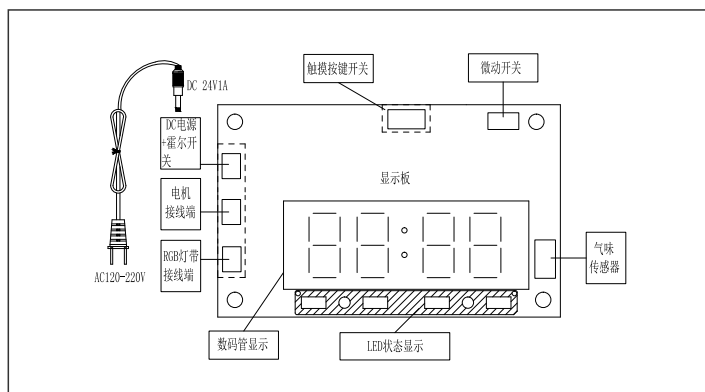 触摸按键开关
微动开关
DC 24V1A
DC电源
+霍尔开
关
显示板
电机
接线端
气味
传感器
RGB灯带
接线端
AC120-220V
数码管显示
LED状态显示